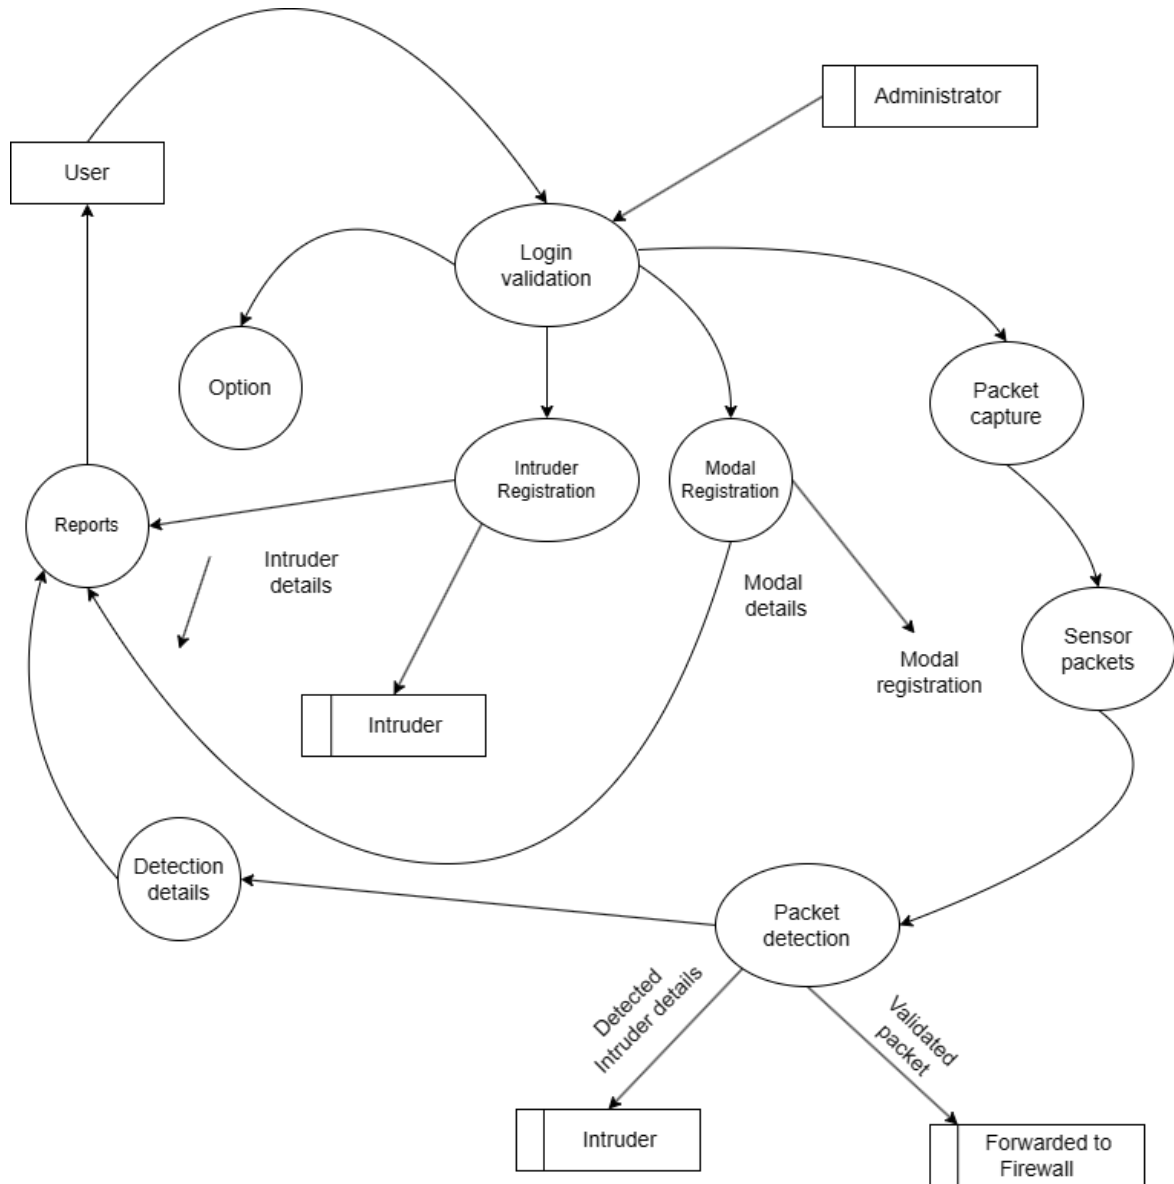 Administrator
User
Login
validation
Option
Packet
capture
Intruder
Registration
Modal
Registration
Reports
Intruder
details
Modal
details
Sensor
packets
Modal
registration
Intruder
Detection
details
Packet
detection
Detected
Intruder details
Validated
packet
Intruder
Forwarded to
Firewall